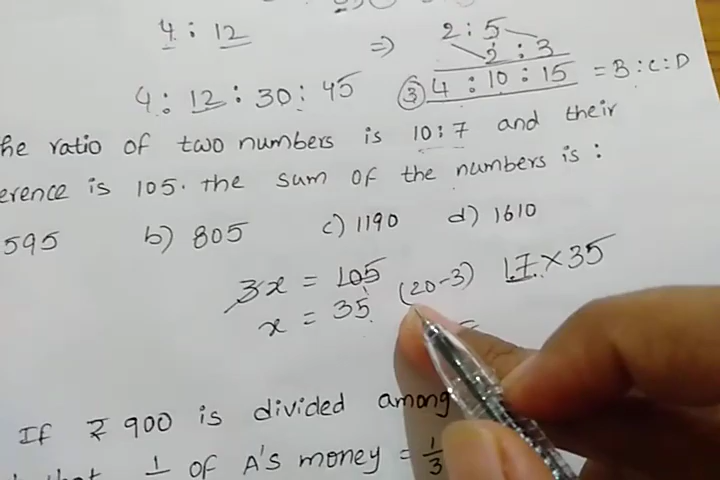 4 : 12
=> 2 : 5
2 : 3
4 : 12 : 30 : 45
③ 4 : 10 : 15 = B : C : D
he ratio of two numbers is 10:7 and their
erence is 105. the sum of the numbers is :
595 b) 805 c) 1190 d) 1610
3x = 105 (20-3) 17 × 35
x = 35 =
If ₹ 900 is divided among
1/ of A's money = 1/3